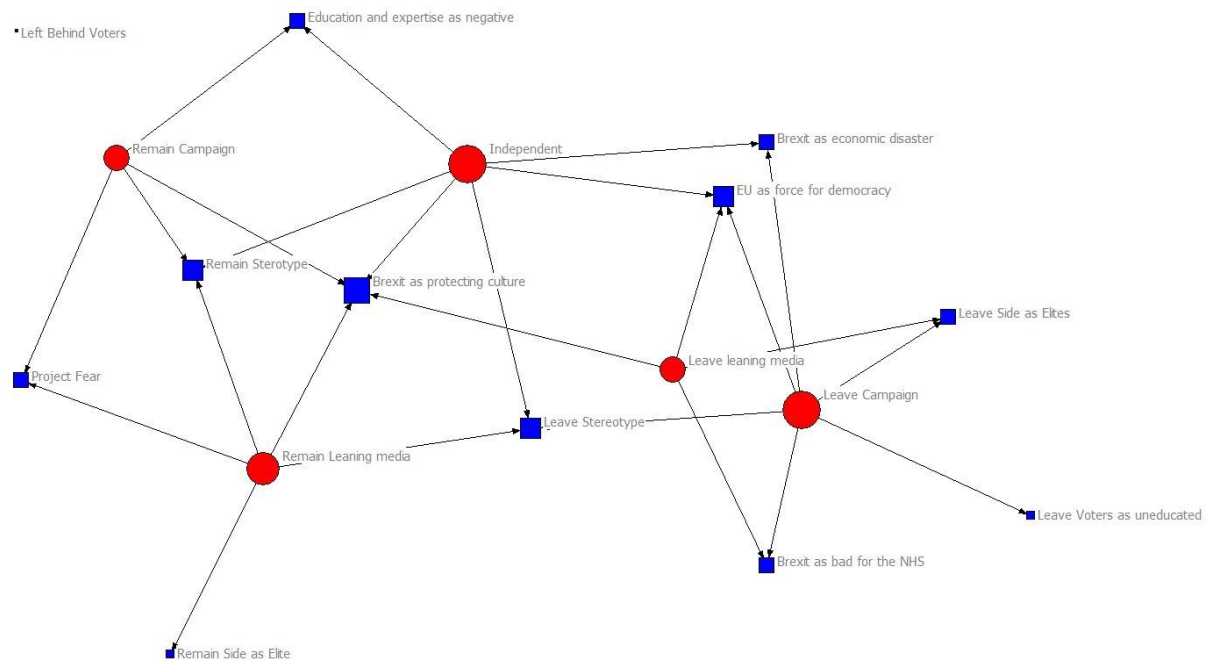 Education and expertise as negative
Left Behind Voters
Brexit as economic disaster
Remain Campaign
Independent
EU as force for democracy
Remain Sterotype
Brexit as protecting culture
Leave Side as Elites
Leave leaning media
Project Fear
Leave Campaign
Leave Stereotype
Remain Leaning media
Leave Voters as uneducated
Brexit as bad for the NHS
Remain Side as Elite